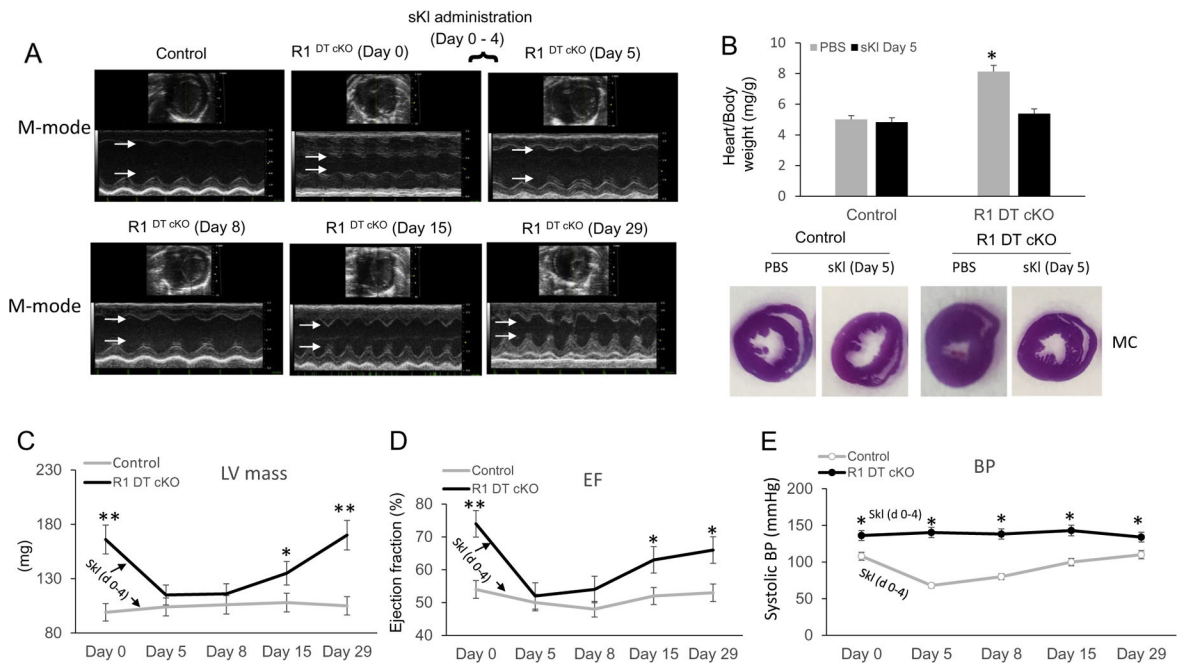 sKl administration
(Day 0 - 4)
A
Control
R1 DT cKO (Day 0)
R1 DT cKO (Day 5)
M-mode
R1 DT cKO (Day 8)
R1 DT cKO (Day 15)
R1 DT cKO (Day 29)
M-mode
B
PBS sKl Day 5
Heart/Body
weight (mg/g)
10
8
6
4
2
0
*
Control R1 DT cKO
Control R1 DT cKO
PBS sKl (Day 5) PBS sKl (Day 5)
MC
C
Control
R1 DT cKO
LV mass
(mg)
230
180
130
80
** * **
Skl (d 0-4)
Day 0 Day 5 Day 8 Day 15 Day 29
D
Control
R1 DT cKO
EF
Ejection fraction (%)
80
70
60
50
40
** * *
Skl (d 0-4)
Day 0 Day 5 Day 8 Day 15 Day 29
E
Control
R1 DT cKO
BP
Systolic BP (mmHg)
200
150
100
50
0
Skl (d 0-4)
* * * * *
Skl (d 0-4)
Day 0 Day 5 Day 8 Day 15 Day 29